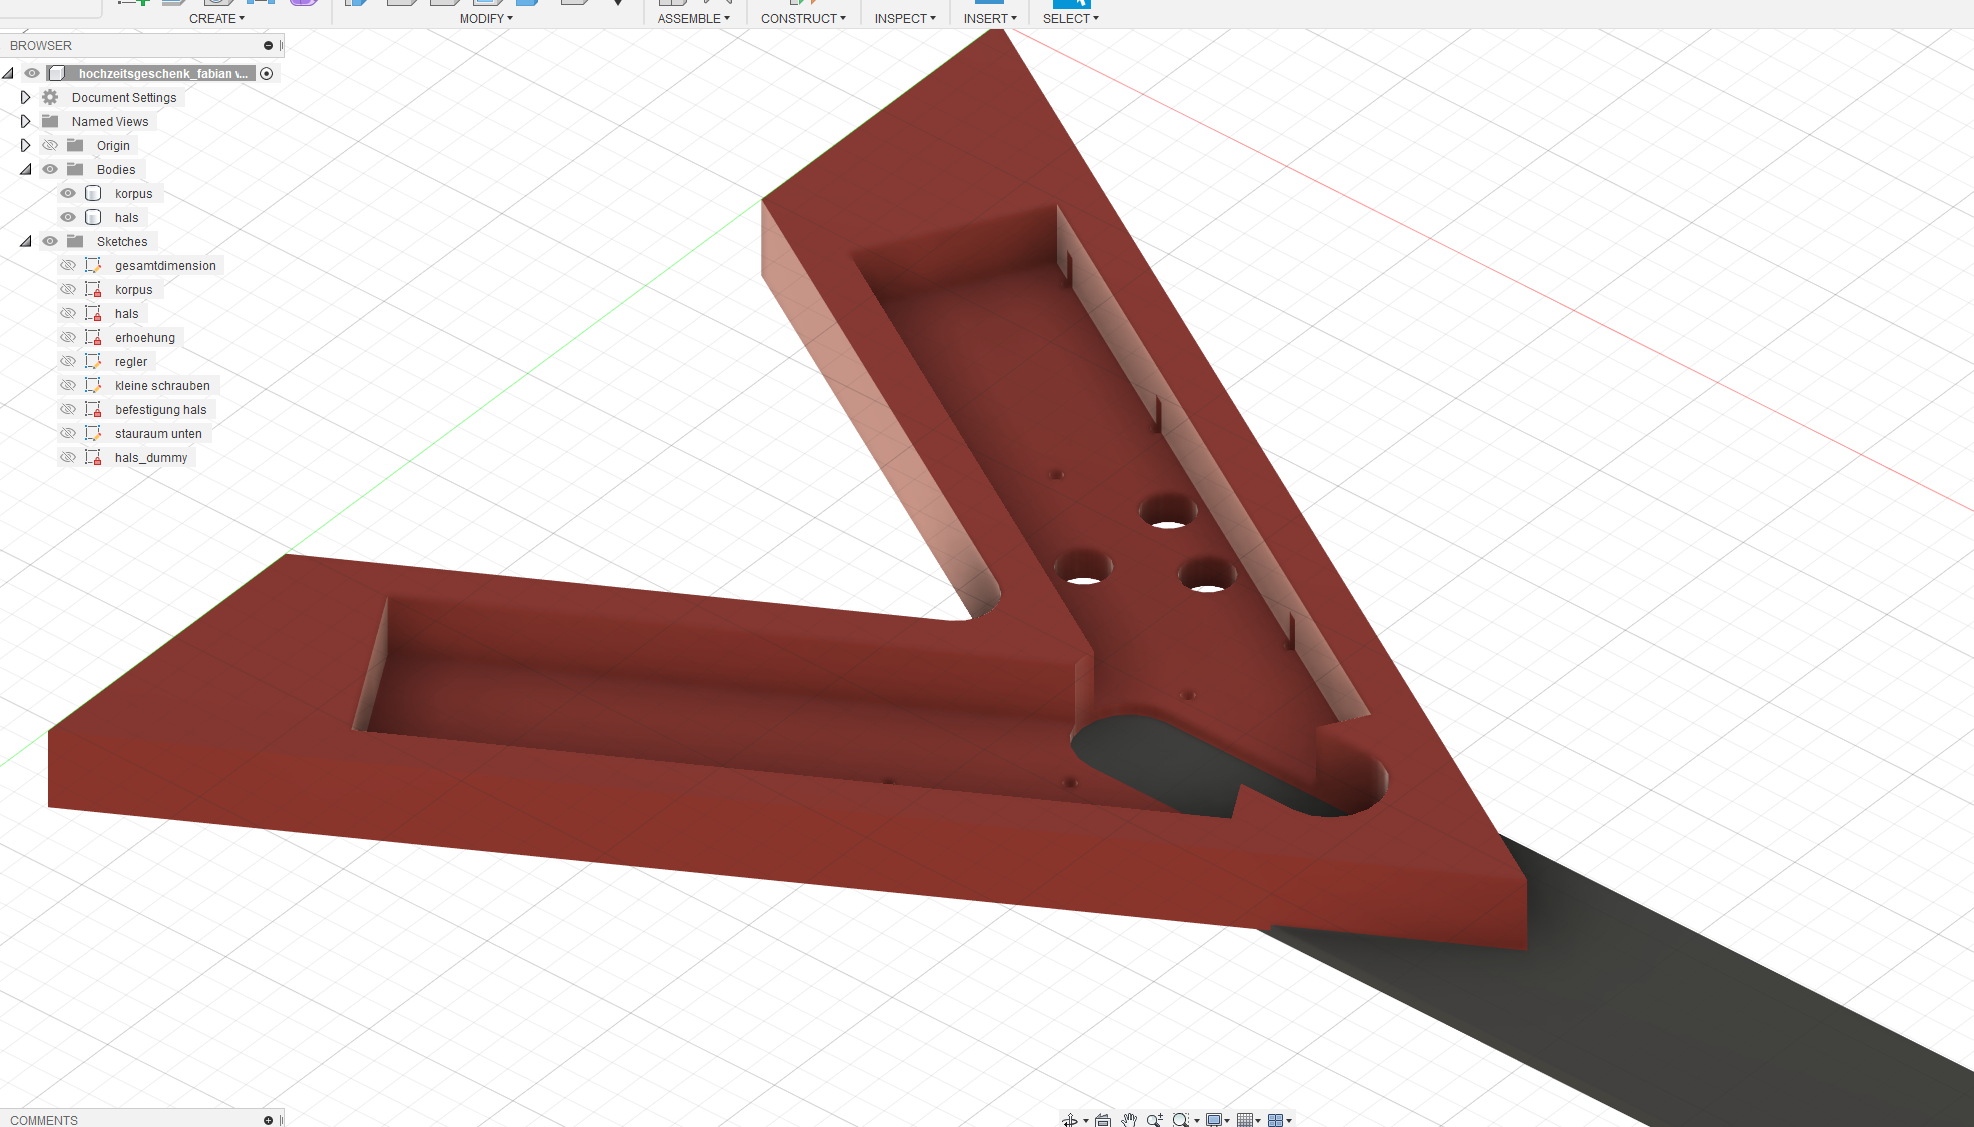 CREATE MODIFY ASSEMBLE CONSTRUCT INSPECT INSERT SELECT
BROWSER
hochzeitsgeschenk_fabian v...
Document Settings
Named Views
Origin
Bodies
korpus
hals
Sketches
gesamtdimension
korpus
hals
erhoehung
regler
kleine schrauben
befestigung hals
stauraum unten
hals_dummy
COMMENTS